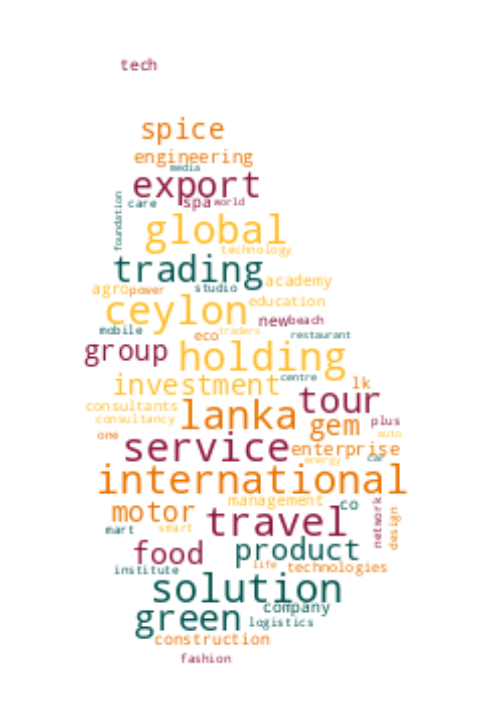 tech
spice
engineering
media
export
foundation
care
spa world
global
technology
trading
academy
agro power
studio
education
ceylon
new beach
mobile
eco traders
restaurant
group holding
investment
centre
lk
consultants
tour
consultancy
lanka
gem
plus
one
service
auto
enterprise
energy
car
international
management
motor
co
network
design
mart
smart
travel
food
product
institute
life
technologies
solution
company
green
logistics
construction
fashion